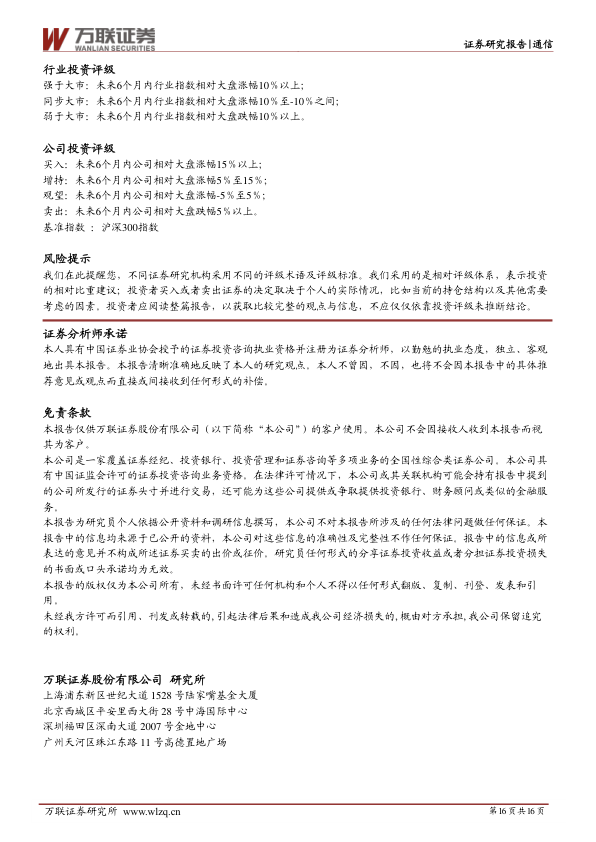 万联证券
WANLIAN SECURITIES
证券研究报告|通信
行业投资评级
强于大市：未来6个月内行业指数相对大盘涨幅10％以上；
同步大市：未来6个月内行业指数相对大盘涨幅10％至-10％之间；
弱于大市：未来6个月内行业指数相对大盘跌幅10％以上。
公司投资评级
买入：未来6个月内公司相对大盘涨幅15％以上；
增持：未来6个月内公司相对大盘涨幅5％至15％；
观望：未来6个月内公司相对大盘涨幅-5％至5％；
卖出：未来6个月内公司相对大盘跌幅5％以上。
基准指数 ：沪深300指数
风险提示
我们在此提醒您，不同证券研究机构采用不同的评级术语及评级标准。我们采用的是相对评级体系，表示投资
的相对比重建议；投资者买入或者卖出证券的决定取决于个人的实际情况，比如当前的持仓结构以及其他需要
考虑的因素。投资者应阅读整篇报告，以获取比较完整的观点与信息，不应仅仅依靠投资评级来推断结论。
证券分析师承诺
本人具有中国证券业协会授予的证券投资咨询执业资格并注册为证券分析师，以勤勉的执业态度，独立、客观
地出具本报告。本报告清晰准确地反映了本人的研究观点。本人不曾因，不因，也将不会因本报告中的具体推
荐意见或观点而直接或间接收到任何形式的补偿。
免责条款
本报告仅供万联证券股份有限公司（以下简称“本公司”）的客户使用。本公司不会因接收人收到本报告而视
其为客户。
本公司是一家覆盖证券经纪、投资银行、投资管理和证券咨询等多项业务的全国性综合类证券公司。本公司具
有中国证监会许可的证券投资咨询业务资格。在法律许可情况下，本公司或其关联机构可能会持有报告中提到
的公司所发行的证券头寸并进行交易，还可能为这些公司提供或争取提供投资银行、财务顾问或类似的金融服
务。
本报告为研究员个人依据公开资料和调研信息撰写，本公司不对本报告所涉及的任何法律问题做任何保证。本
报告中的信息均来源于已公开的资料，本公司对这些信息的准确性及完整性不作任何保证。报告中的信息或所
表达的意见并不构成所述证券买卖的出价或征价。研究员任何形式的分享证券投资收益或者分担证券投资损失
的书面或口头承诺均为无效。
本报告的版权仅为本公司所有，未经书面许可任何机构和个人不得以任何形式翻版、复制、刊登、发表和引
用。
未经我方许可而引用、刊发或转载的,引起法律后果和造成我公司经济损失的,概由对方承担,我公司保留追究
的权利。
万联证券股份有限公司 研究所
上海浦东新区世纪大道 1528 号陆家嘴基金大厦
北京西城区平安里西大街 28 号中海国际中心
深圳福田区深南大道 2007 号金地中心
广州天河区珠江东路 11 号高德置地广场
万联证券研究所 www.wlzq.cn
第16页共16页